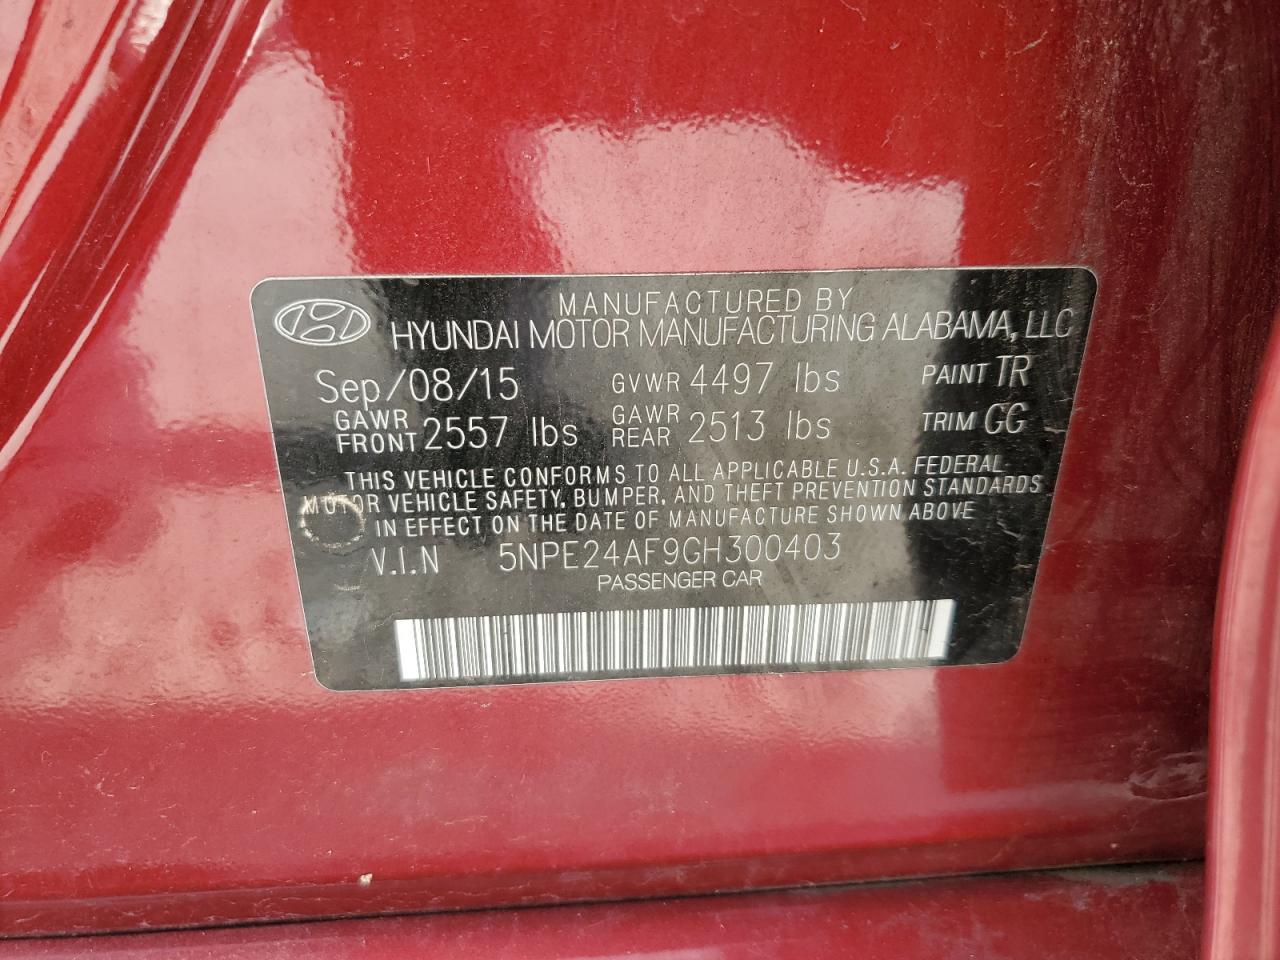 MANUFACTURED BY
HYUNDAI MOTOR MANUFACTURING ALABAMA, LLC
Sep/08/15 GVWR 4497 lbs PAINT TR
GAWR FRONT 2557 lbs GAWR REAR 2513 lbs TRIM GG
THIS VEHICLE CONFORMS TO ALL APPLICABLE U.S.A. FEDERAL
MOTOR VEHICLE SAFETY, BUMPER, AND THEFT PREVENTION STANDARDS
IN EFFECT ON THE DATE OF MANUFACTURE SHOWN ABOVE
V.I.N 5NPE24AF9GH300403
PASSENGER CAR